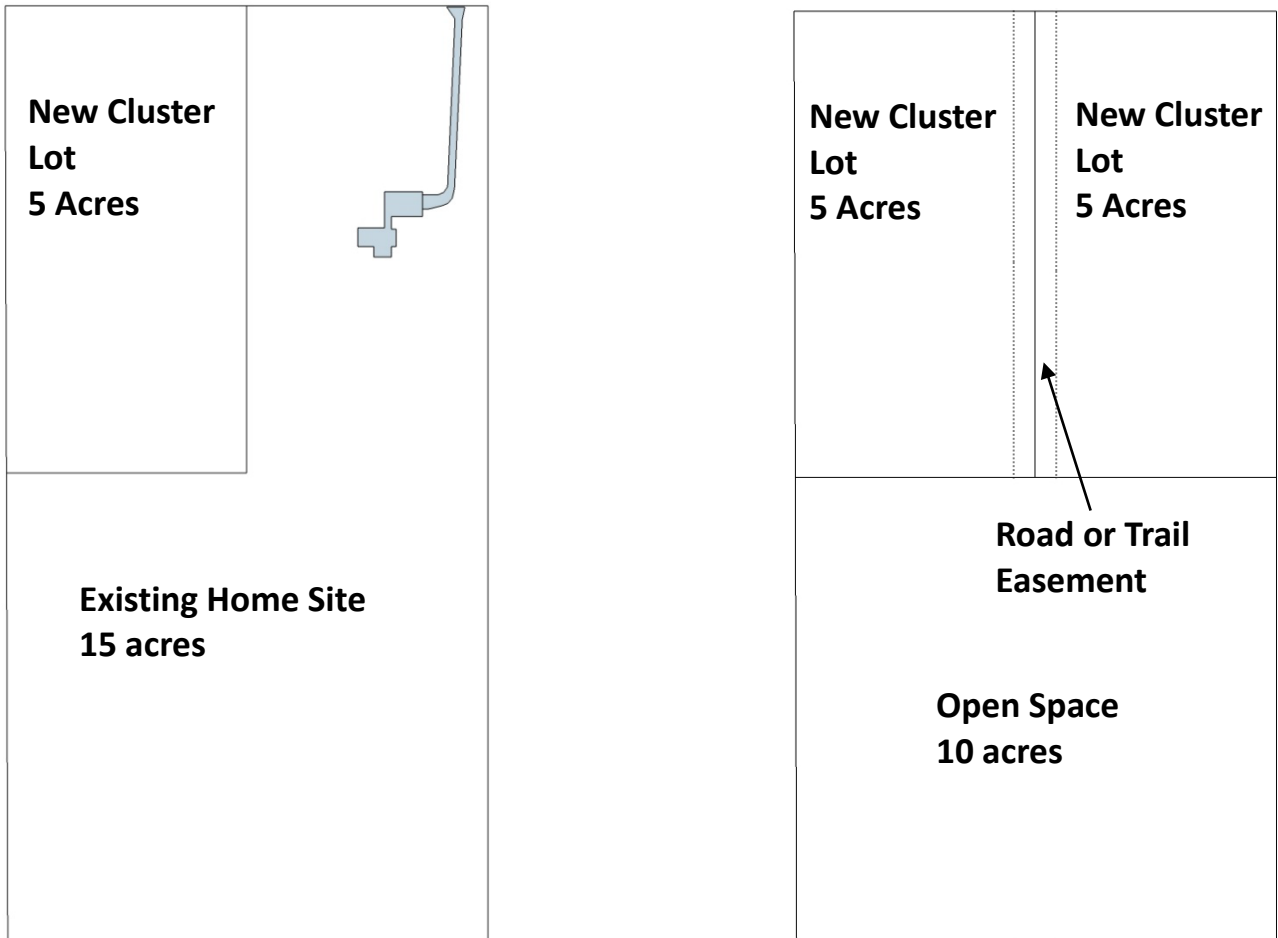 New Cluster
Lot
5 Acres
Existing Home Site
15 acres
New Cluster
Lot
5 Acres
New Cluster
Lot
5 Acres
Road or Trail
Easement
Open Space
10 acres